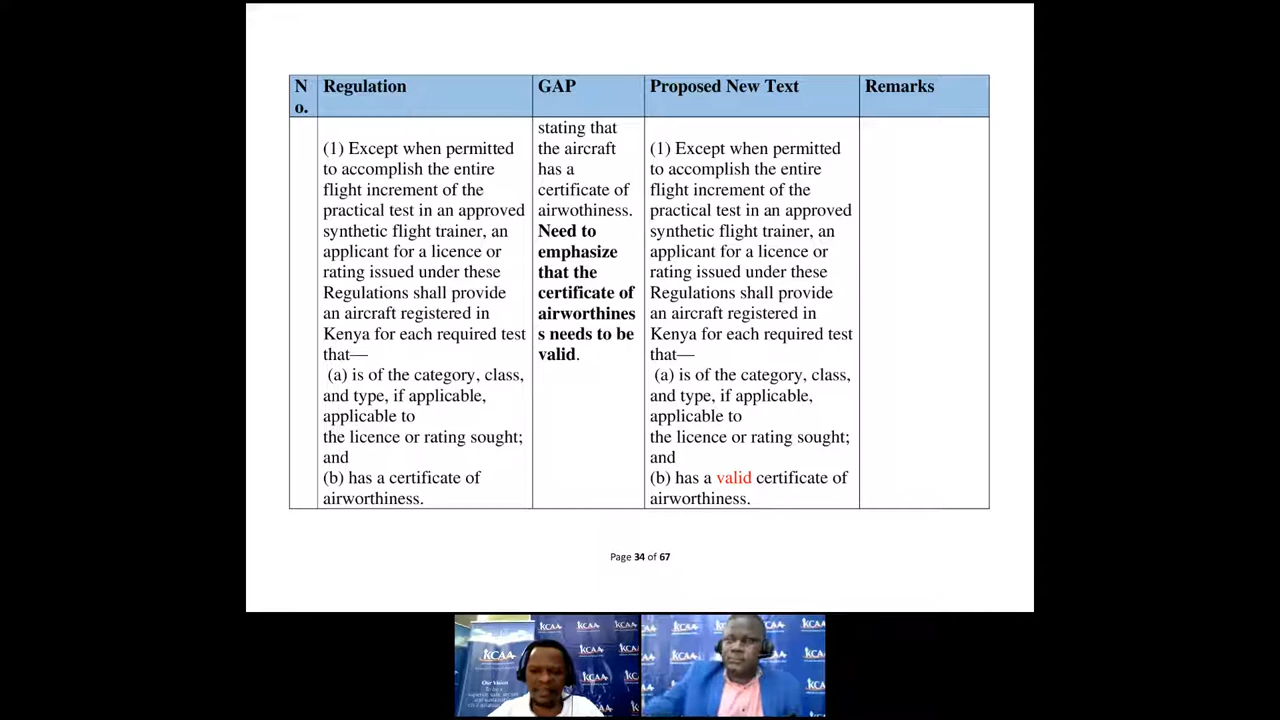 No. Regulation GAP Proposed New Text Remarks
(1) Except when permitted
to accomplish the entire
flight increment of the
practical test in an approved
synthetic flight trainer, an
applicant for a licence or
rating issued under these
Regulations shall provide
an aircraft registered in
Kenya for each required test
that—
(a) is of the category, class,
and type, if applicable,
applicable to
the licence or rating sought;
and
(b) has a certificate of
airworthiness.
stating that
the aircraft
has a
certificate of
airwothiness.
Need to
emphasize
that the
certificate of
airworthines
s needs to be
valid.
(1) Except when permitted
to accomplish the entire
flight increment of the
practical test in an approved
synthetic flight trainer, an
applicant for a licence or
rating issued under these
Regulations shall provide
an aircraft registered in
Kenya for each required test
that—
(a) is of the category, class,
and type, if applicable,
applicable to
the licence or rating sought;
and
(b) has a valid certificate of
airworthiness.
Page 34 of 67
KCAA
Our Vision
KCAA
KCAA
KCAA
KCAA